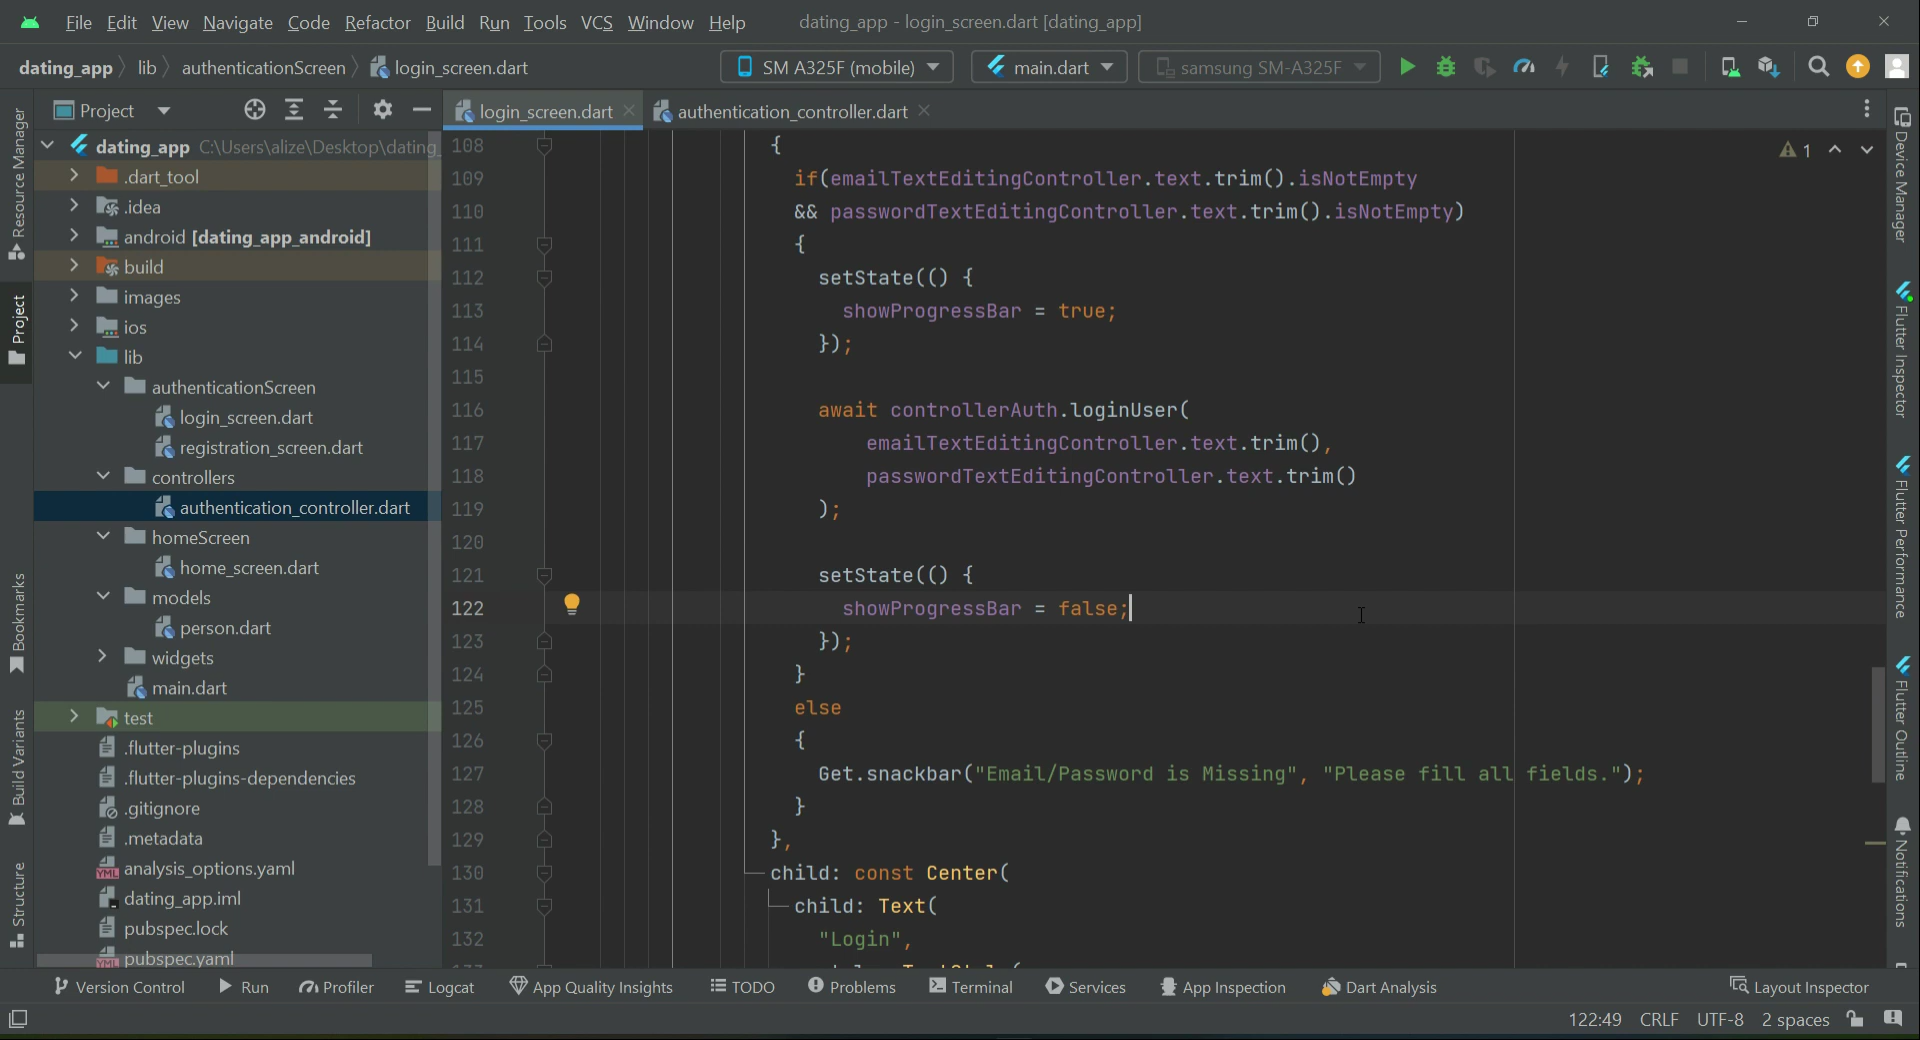 File Edit View Navigate Code Refactor Build Run Tools VCS Window Help dating_app - login_screen.dart [dating_app]
dating_app lib authenticationScreen login_screen.dart SM A325F (mobile) main.dart samsung SM-A325F
Project login_screen.dart authentication_controller.dart
Resource Manager
Project
Bookmarks
Build Variants
Structure
dating_app C:\Users\alize\Desktop\dating_
.dart_tool
.idea
android [dating_app_android]
build
images
ios
lib
authenticationScreen
login_screen.dart
registration_screen.dart
controllers
authentication_controller.dart
homeScreen
home_screen.dart
models
person.dart
widgets
main.dart
test
.flutter-plugins
.flutter-plugins-dependencies
.gitignore
.metadata
analysis_options.yaml
dating_app.iml
pubspec.lock
pubspec.yaml
108 {
109 if(emailTextEditingController.text.trim().isNotEmpty
110 && passwordTextEditingController.text.trim().isNotEmpty)
111 {
112 setState(() {
113 showProgressBar = true;
114 });
115
116 await controllerAuth.loginUser(
117 emailTextEditingController.text.trim(),
118 passwordTextEditingController.text.trim()
119 );
120
121 setState(() {
122 showProgressBar = false;
123 });
124 }
125 else
126 {
127 Get.snackbar("Email/Password is Missing", "Please fill all fields.");
128 }
129 },
130 child: const Center(
131 child: Text(
132 "Login",
1
Device Manager
Flutter Inspector
Flutter Performance
Flutter Outline
Notifications
Version Control Run Profiler Logcat App Quality Insights TODO Problems Terminal Services App Inspection Dart Analysis Layout Inspector
122:49 CRLF UTF-8 2 spaces